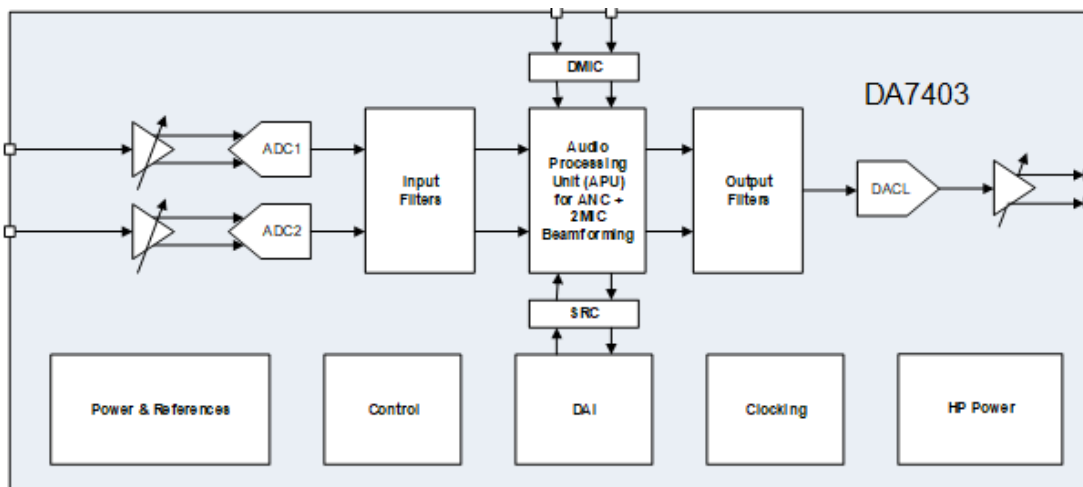 DMIC
DA7403
ADC1
Input
Filters
Audio
Processing
Unit (APU)
for ANC +
2MIC
Beamforming
Output
Filters
DACL
ADC2
SRC
Power & References
Control
DAI
Clocking
HP Power